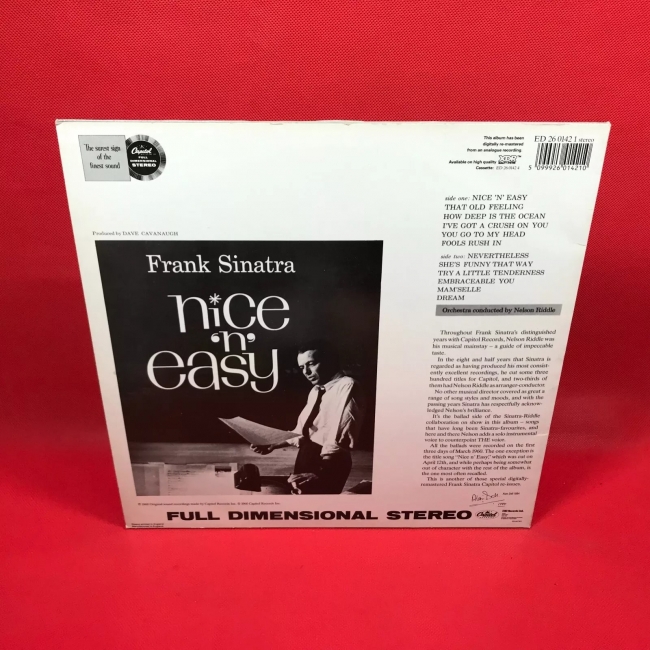 The surest sign
of the
finest sound
Capitol
FULL
DIMENSIONAL
STEREO
This album has been
digitally re-mastered
from an analogue recording.
Available on high quality XDR™
Cassette: ED 26 0142 4
ED 26 0142 1 stereo
5 099926 014210
Produced by DAVE CAVANAUGH
Frank Sinatra
nice
'n'
easy
side one: NICE 'N' EASY
THAT OLD FEELING
HOW DEEP IS THE OCEAN
I'VE GOT A CRUSH ON YOU
YOU GO TO MY HEAD
FOOLS RUSH IN
side two: NEVERTHELESS
SHE'S FUNNY THAT WAY
TRY A LITTLE TENDERNESS
EMBRACEABLE YOU
MAM'SELLE
DREAM
Orchestra conducted by Nelson Riddle
Throughout Frank Sinatra's distinguished
years with Capitol Records, Nelson Riddle was
his musical mainstay – a guide of impeccable
taste.
In the eight and half years that Sinatra is
regarded as having produced his most consist-
ently excellent recordings, he cut some three
hundred titles for Capitol, and two-thirds of
them had Nelson Riddle as arranger-conductor.
No other musical director covered as great a
range of song styles and moods, and with the
passing years Sinatra has respectfully acknow-
ledged Nelson's brilliance.
It's the ballad side of the Sinatra-Riddle
collaboration on show in this album – songs
that have long been Sinatra-favourites, and
here and there Nelson adds a solo instrumental
voice to counterpoint THE voice.
All the ballads were recorded on the first
three days of March 1960. The one exception is
the title song "Nice n' Easy," which was cut on
April 13th, and while perhaps being somewhat
out of character with the rest of the album, is
the one most often recalled.
This is another of those special digitally-
remastered Frank Sinatra Capitol re-issues.
FULL DIMENSIONAL STEREO
Capitol